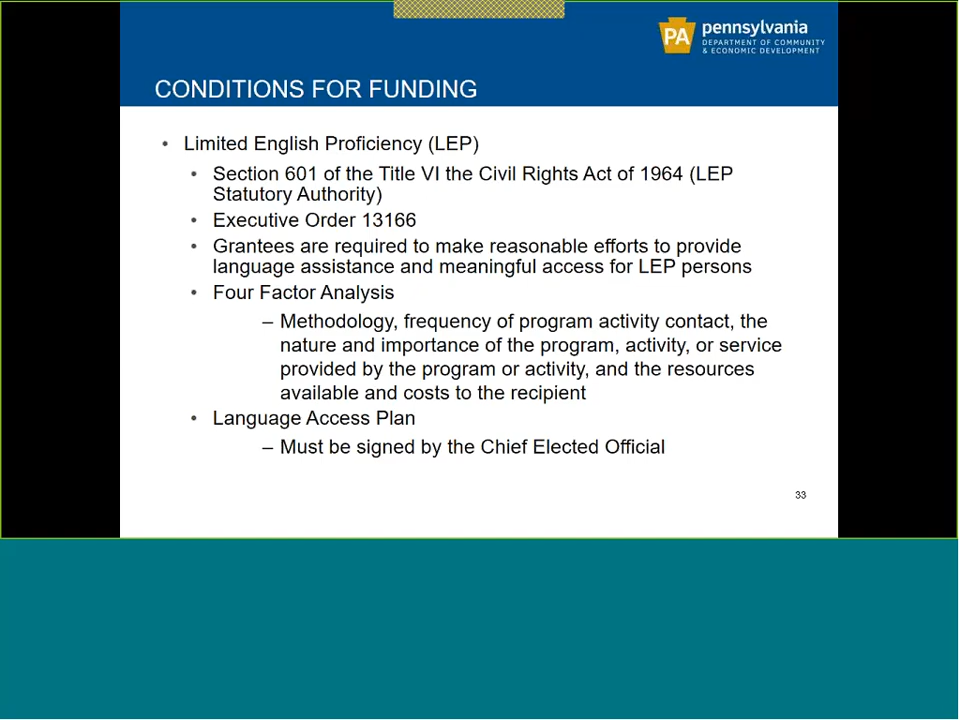 PA
pennsylvania
DEPARTMENT OF COMMUNITY
& ECONOMIC DEVELOPMENT
CONDITIONS FOR FUNDING
• Limited English Proficiency (LEP)
• Section 601 of the Title VI the Civil Rights Act of 1964 (LEP
Statutory Authority)
• Executive Order 13166
• Grantees are required to make reasonable efforts to provide
language assistance and meaningful access for LEP persons
• Four Factor Analysis
– Methodology, frequency of program activity contact, the
nature and importance of the program, activity, or service
provided by the program or activity, and the resources
available and costs to the recipient
• Language Access Plan
– Must be signed by the Chief Elected Official
33